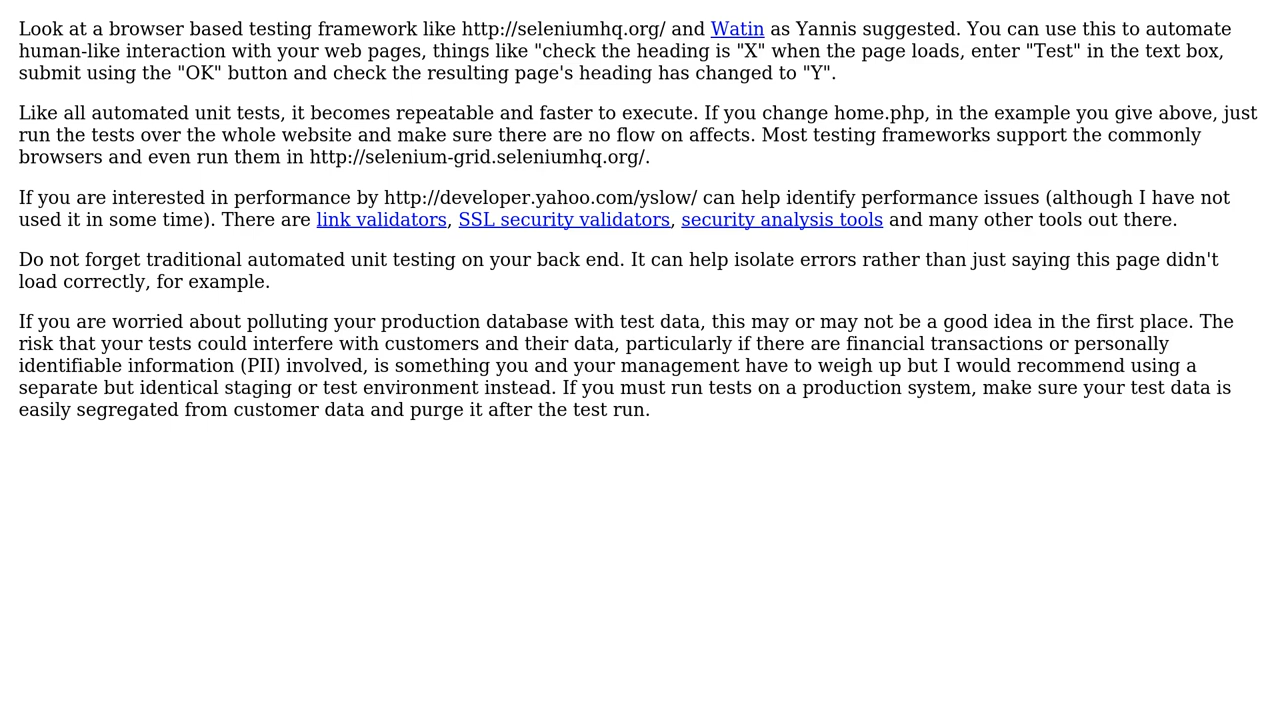 Look at a browser based testing framework like http://seleniumhq.org/ and Watin as Yannis suggested. You can use this to automate
human-like interaction with your web pages, things like "check the heading is "X" when the page loads, enter "Test" in the text box,
submit using the "OK" button and check the resulting page's heading has changed to "Y".
Like all automated unit tests, it becomes repeatable and faster to execute. If you change home.php, in the example you give above, just
run the tests over the whole website and make sure there are no flow on affects. Most testing frameworks support the commonly
browsers and even run them in http://selenium-grid.seleniumhq.org/.
If you are interested in performance by http://developer.yahoo.com/yslow/ can help identify performance issues (although I have not
used it in some time). There are link validators, SSL security validators, security analysis tools and many other tools out there.
Do not forget traditional automated unit testing on your back end. It can help isolate errors rather than just saying this page didn't
load correctly, for example.
If you are worried about polluting your production database with test data, this may or may not be a good idea in the first place. The
risk that your tests could interfere with customers and their data, particularly if there are financial transactions or personally
identifiable information (PII) involved, is something you and your management have to weigh up but I would recommend using a
separate but identical staging or test environment instead. If you must run tests on a production system, make sure your test data is
easily segregated from customer data and purge it after the test run.